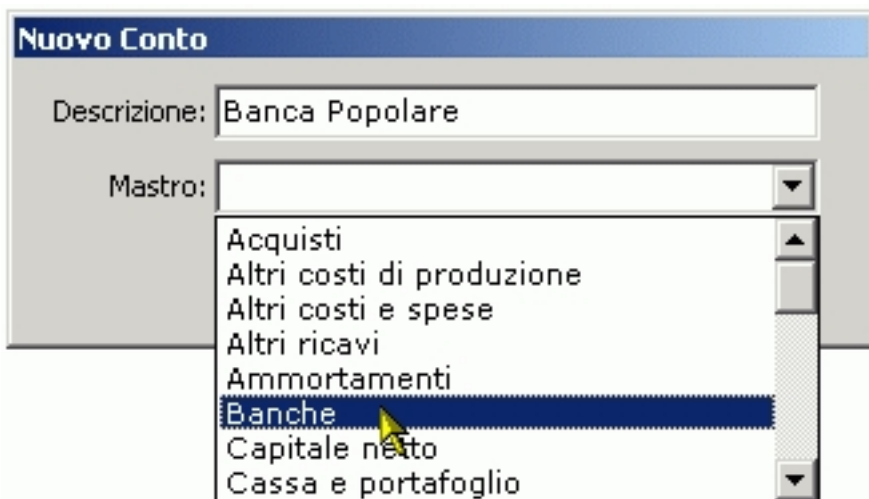 Nuovo Conto
Descrizione: Banca Popolare
Mastro:
Acquisti
Altri costi di produzione
Altri costi e spese
Altri ricavi
Ammortamenti
Banche
Capitale netto
Cassa e portafoglio